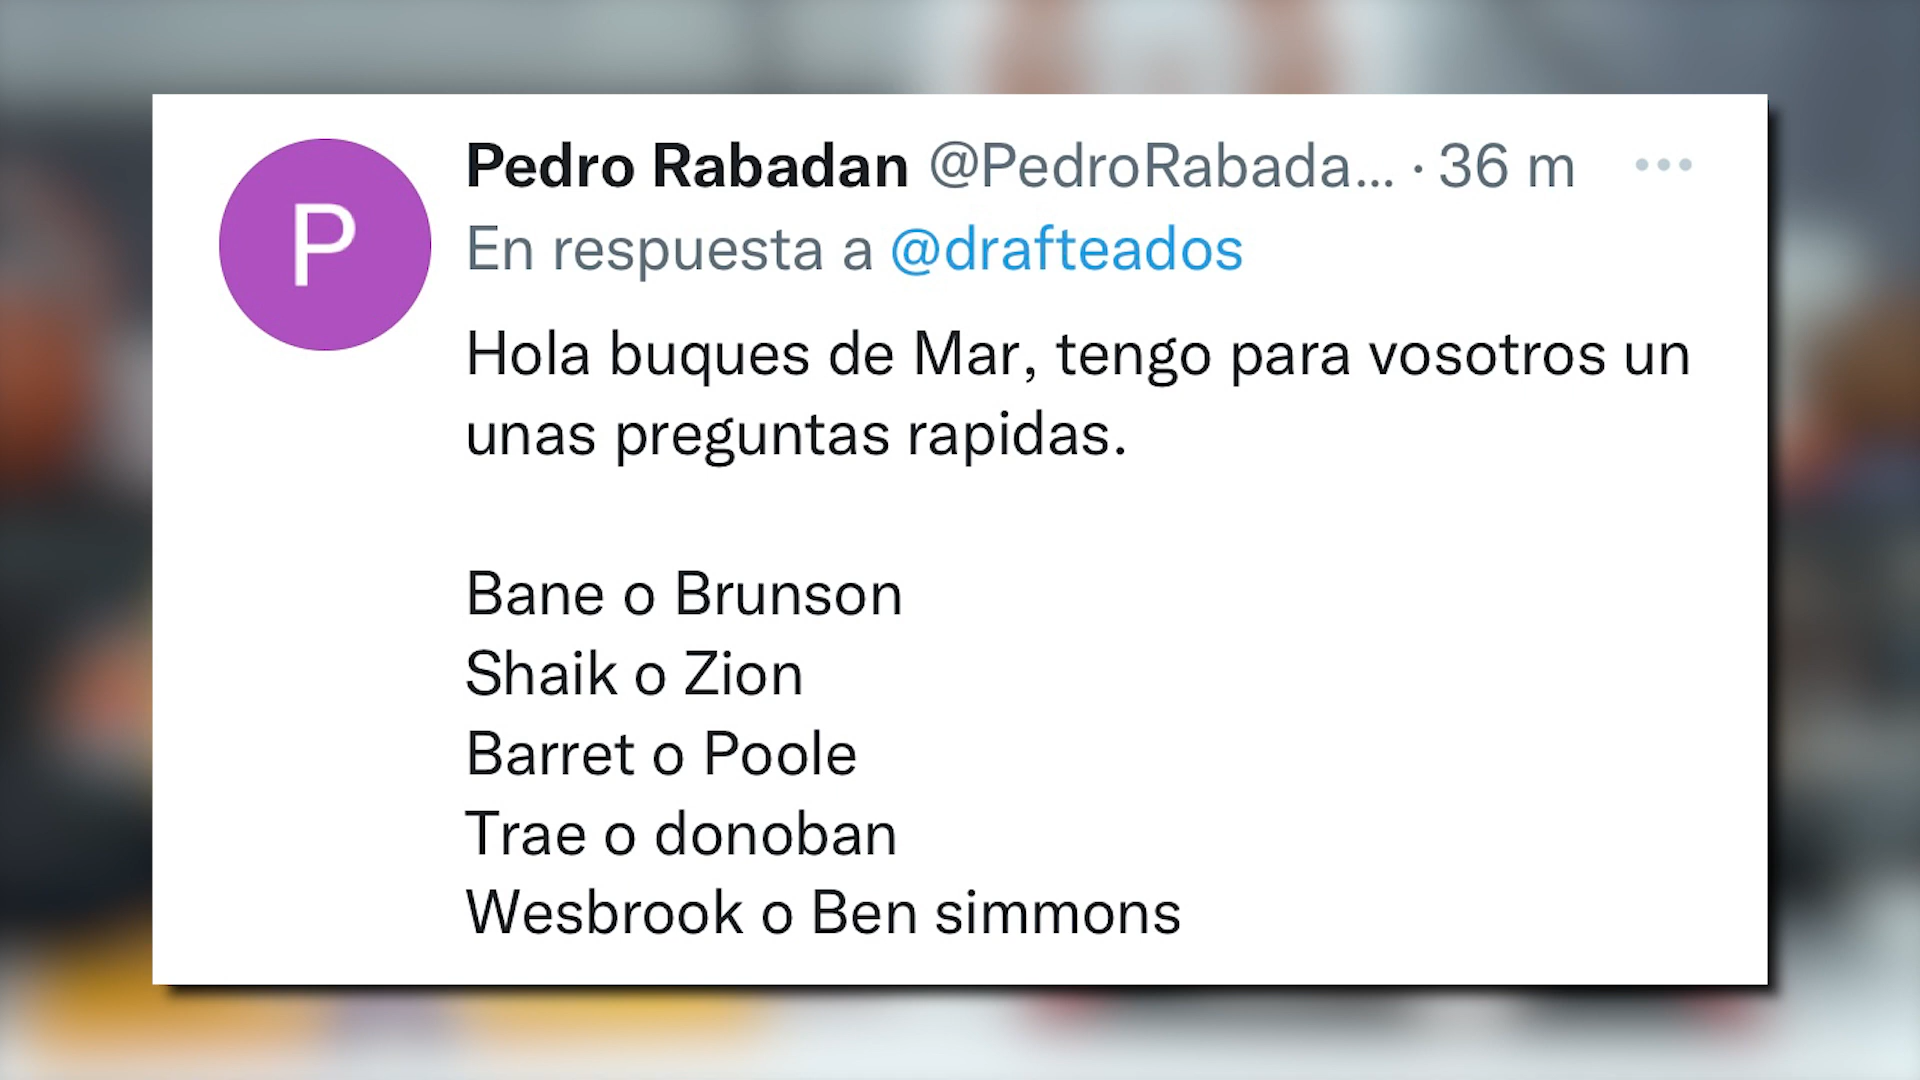 P
Pedro Rabadan @PedroRabada... · 36 m
En respuesta a @drafteados
Hola buques de Mar, tengo para vosotros un
unas preguntas rapidas.
Bane o Brunson
Shaik o Zion
Barret o Poole
Trae o donoban
Wesbrook o Ben simmons